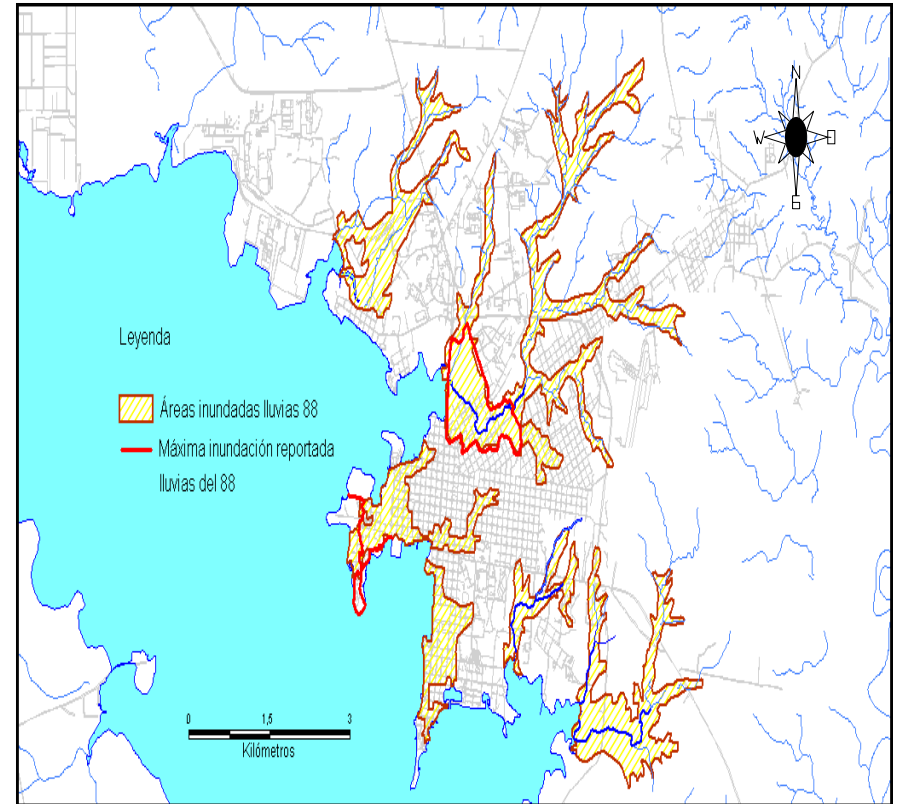 N
W
Leyenda
Áreas inundadas lluvias 88
Máxima inundación reportada
lluvias del 88
0 1,5 3
Kilómetros